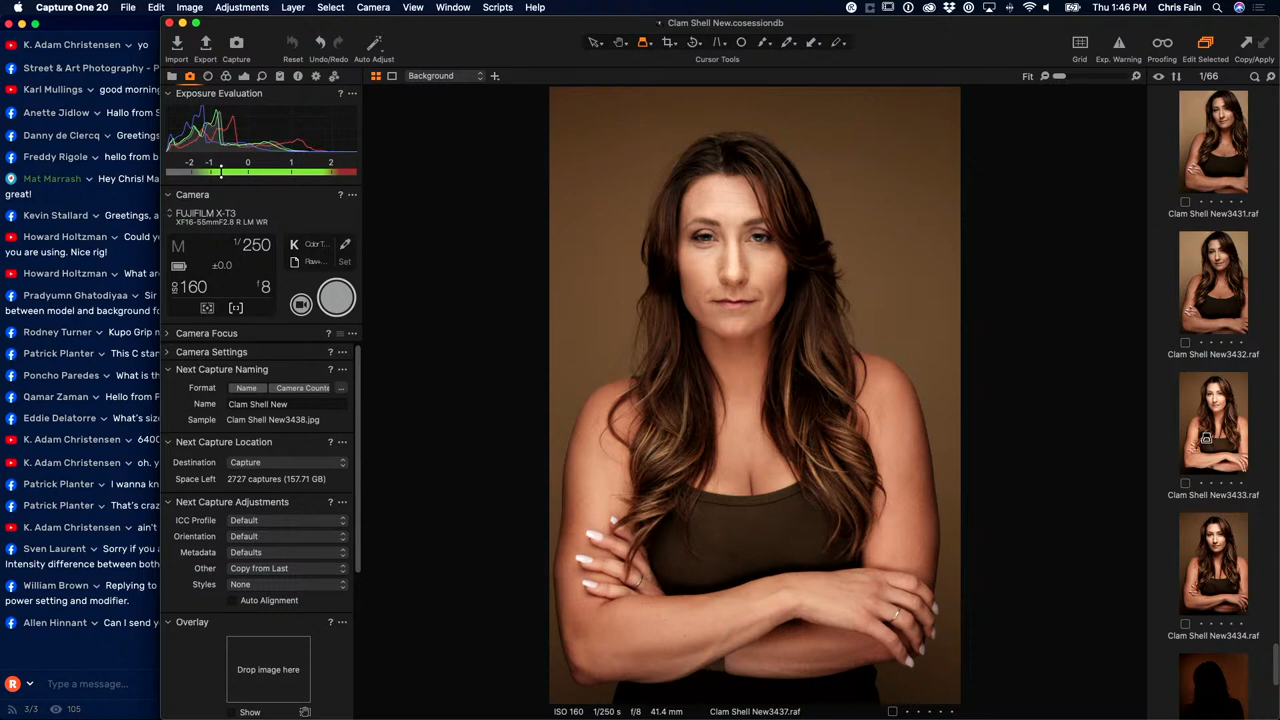 Capture One 20 File Edit Image Adjustments Layer Select Camera View Window Scripts Help
Thu 1:46 PM Chris Fain
Clam Shell New.cosessiondb
K. Adam Christensen yo
Street & Art Photography - P
Karl Mullings good morning
Anette Jidlow Hallo from S
Danny de Clercq Greetings
Freddy Rigole hello from b
Mat Marrash Hey Chris! Ma
great!
Kevin Stallard Greetings, a
Howard Holtzman Could yo
you are using. Nice rig!
Howard Holtzman What are
Pradyumn Ghatodiyaa Sir
between model and background fo
Rodney Turner Kupo Grip m
Patrick Planter This C stan
Poncho Paredes What is th
Qamar Zaman Hello from P
Eddie Delatorre What's size
K. Adam Christensen 6400
K. Adam Christensen oh. y
Patrick Planter I wanna kn
Patrick Planter That's craz
K. Adam Christensen ain't
Sven Laurent Sorry if you a
Intensity difference between both
William Brown Replying to
power setting and modifier.
Allen Hinnant Can I send y
R Type a message...
3/3 105
Import Export Capture Reset Undo/Redo Auto Adjust
Cursor Tools
Grid Exp. Warning Proofing Edit Selected Copy/Apply
Background
Fit
1/66
Exposure Evaluation ?
-2 -1 0 1 2
Camera ?
FUJIFILM X-T3
XF16-55mmF2.8 R LM WR
M 1/250
±0.0
ISO 160 f 8
K Color T...
Raw+... Set
Camera Focus ?
Camera Settings ?
Next Capture Naming ?
Format Name Camera Counte ...
Name Clam Shell New
Sample Clam Shell New3438.jpg
Next Capture Location ?
Destination Capture
Space Left 2727 captures (157.71 GB)
Next Capture Adjustments ?
ICC Profile Default
Orientation Default
Metadata Defaults
Other Copy from Last
Styles None
Auto Alignment
Overlay ?
Drop image here
Show
ISO 160 1/250 s f/8 41.4 mm Clam Shell New3437.raf
Clam Shell New3431.raf
Clam Shell New3432.raf
Clam Shell New3433.raf
Clam Shell New3434.raf